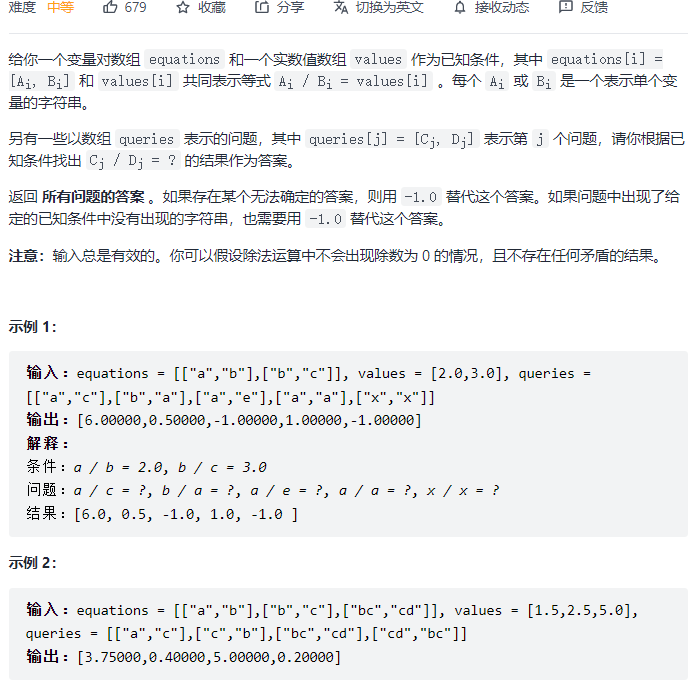 难度 中等 679 收藏 分享 切换为英文 接收动态 反馈
给你一个变量对数组 equations 和一个实数值数组 values 作为已知条件，其中 equations[i] =
[Ai, Bi] 和 values[i] 共同表示等式 Ai / Bi = values[i] 。每个 Ai 或 Bi 是一个表示单个变
量的字符串。
另有一些以数组 queries 表示的问题，其中 queries[j] = [Cj, Dj] 表示第 j 个问题，请你根据已
知条件找出 Cj / Dj = ? 的结果作为答案。
返回 所有问题的答案 。如果存在某个无法确定的答案，则用 -1.0 替代这个答案。如果问题中出现了给
定的已知条件中没有出现的字符串，也需要用 -1.0 替代这个答案。
注意：输入总是有效的。你可以假设除法运算中不会出现除数为 0 的情况，且不存在任何矛盾的结果。
示例 1：
输入：equations = [["a","b"],["b","c"]], values = [2.0,3.0], queries =
[["a","c"],["b","a"],["a","e"],["a","a"],["x","x"]]
输出：[6.00000,0.50000,-1.00000,1.00000,-1.00000]
解释：
条件：a / b = 2.0, b / c = 3.0
问题：a / c = ?, b / a = ?, a / e = ?, a / a = ?, x / x = ?
结果：[6.0, 0.5, -1.0, 1.0, -1.0 ]
示例 2：
输入：equations = [["a","b"],["b","c"],["bc","cd"]], values = [1.5,2.5,5.0],
queries = [["a","c"],["c","b"],["bc","cd"],["cd","bc"]]
输出：[3.75000,0.40000,5.00000,0.20000]